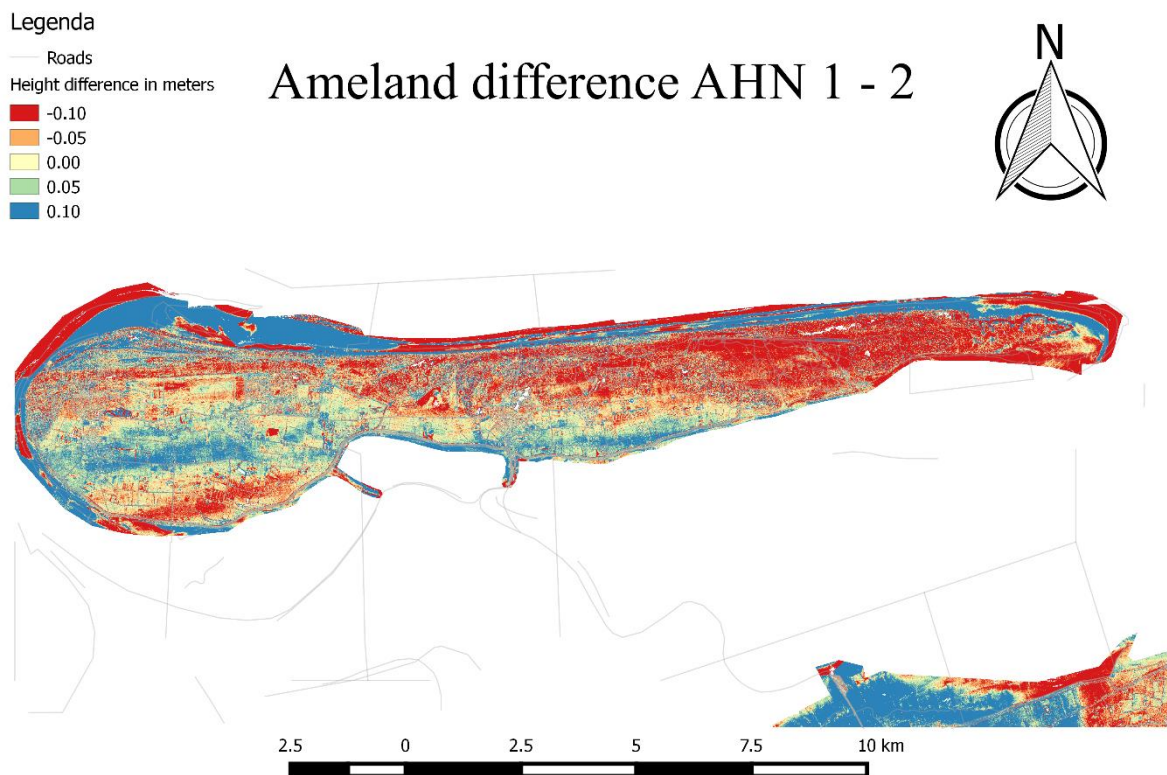 Legenda
Roads
Height difference in meters
-0.10
-0.05
0.00
0.05
0.10
Ameland difference AHN 1 - 2
N
2.5 0 2.5 5 7.5 10 km